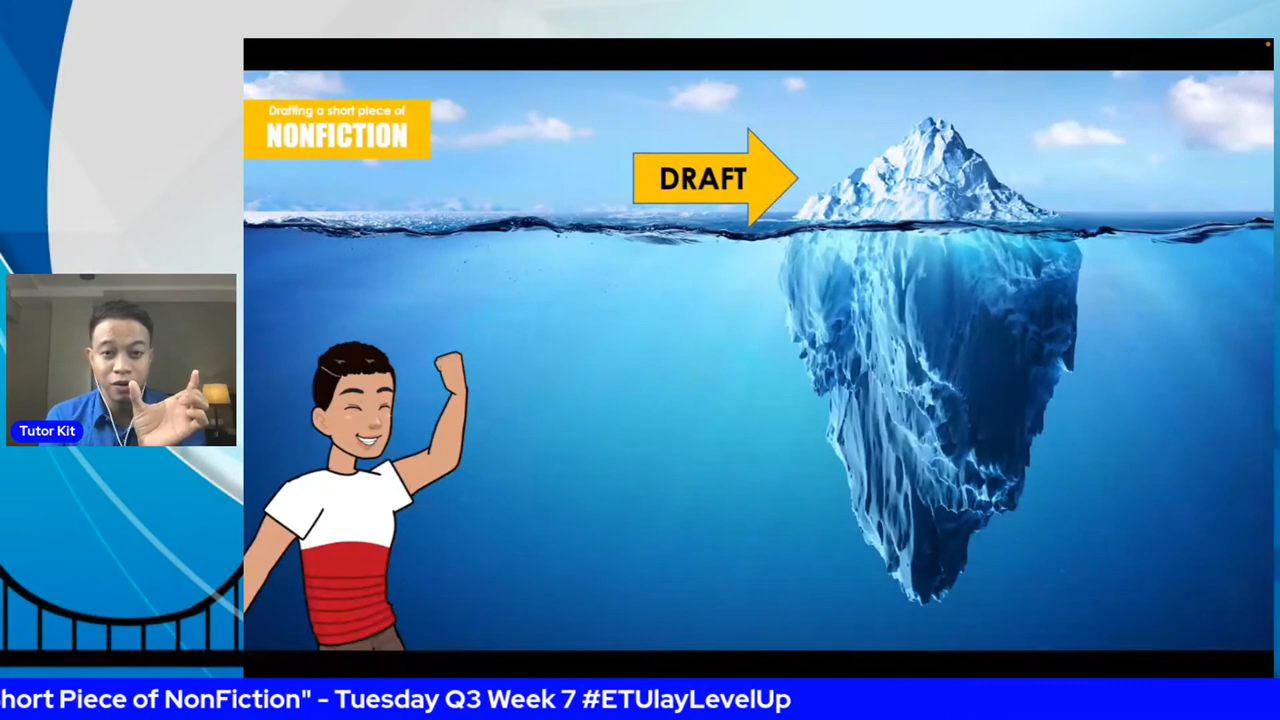 Drafting a short piece of
NONFICTION
DRAFT
Tutor Kit
hort Piece of NonFiction" - Tuesday Q3 Week 7 #ETUlayLevelUp